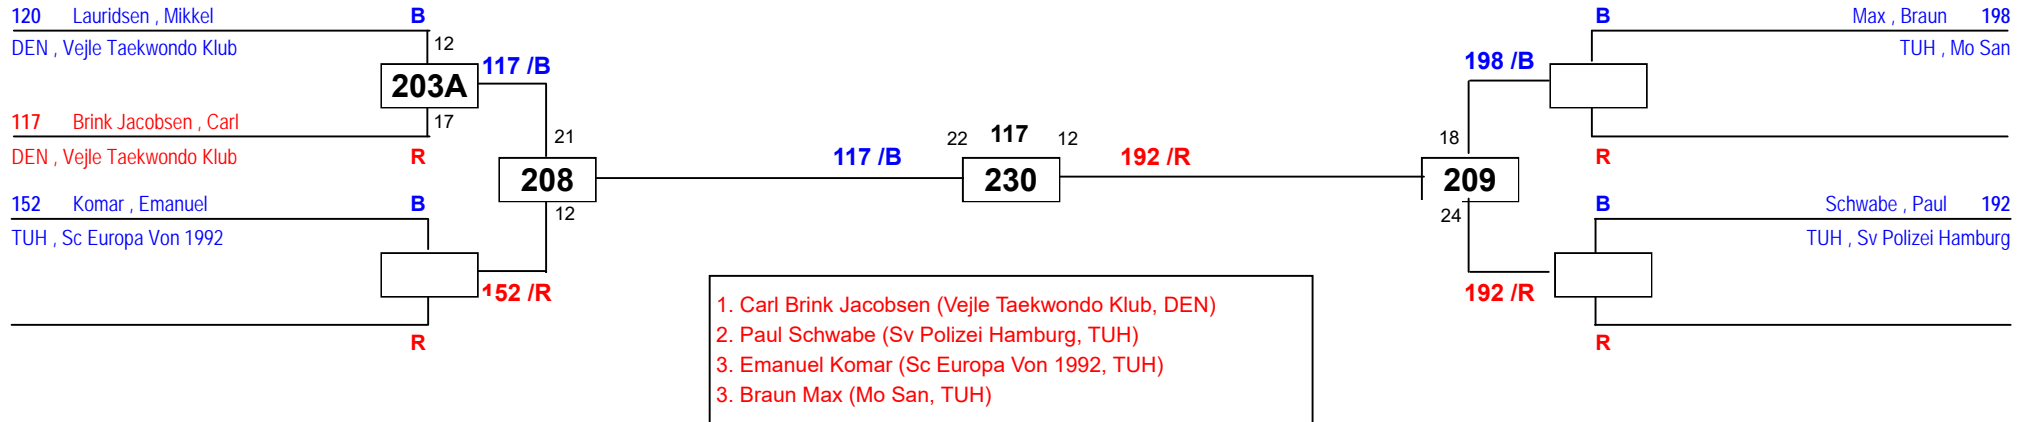 120 Lauridsen , Mikkel B
DEN , Vejle Taekwondo Klub
12
203A
117 /B
117 Brink Jacobsen , Carl
17
DEN , Vejle Taekwondo Klub R
21
208
12
152 Komar , Emanuel B
TUH , Sc Europa Von 1992
152 /R
R
117 /B
22 117 12
230
192 /R
B Max , Braun 198
TUH , Mo San
198 /B
R
18
209
24
B Schwabe , Paul 192
TUH , Sv Polizei Hamburg
192 /R
R
1. Carl Brink Jacobsen (Vejle Taekwondo Klub, DEN)
2. Paul Schwabe (Sv Polizei Hamburg, TUH)
3. Emanuel Komar (Sc Europa Von 1992, TUH)
3. Braun Max (Mo San, TUH)